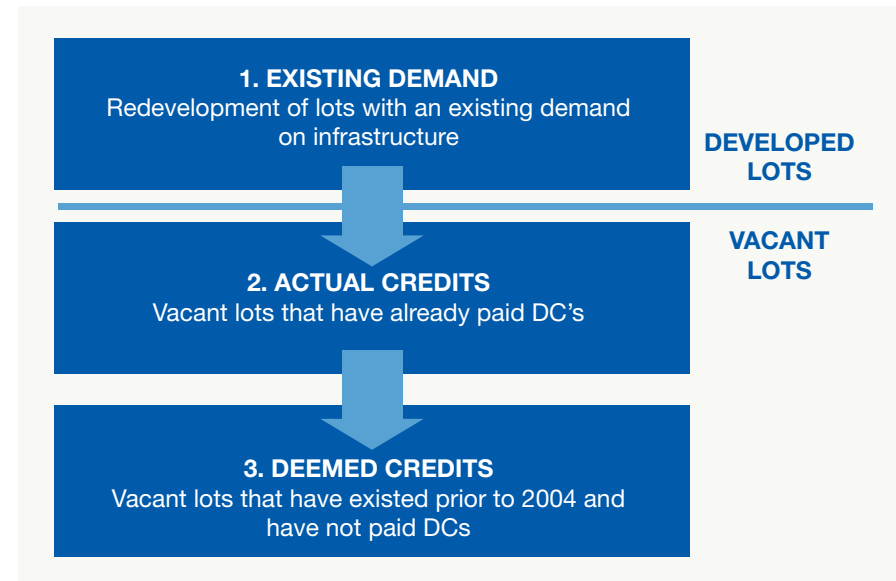 1. EXISTING DEMAND
Redevelopment of lots with an existing demand
on infrastructure
DEVELOPED
LOTS
VACANT
LOTS
2. ACTUAL CREDITS
Vacant lots that have already paid DC’s
3. DEEMED CREDITS
Vacant lots that have existed prior to 2004 and
have not paid DCs